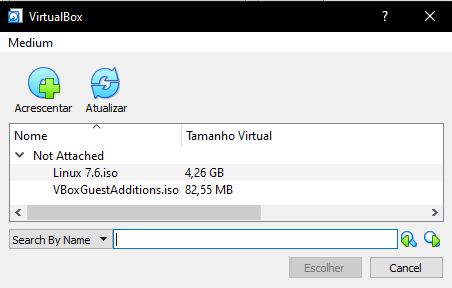 VirtualBox
?
Medium
Acrescentar
Atualizar
Nome
Tamanho Virtual
Not Attached
Linux 7.6.iso 4,26 GB
VBoxGuestAdditions.iso 82,55 MB
Search By Name
Escolher
Cancel